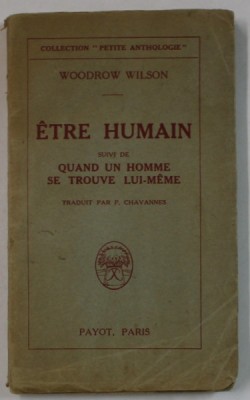 COLLECTION "PETITE ANTHOLOGIE"
WOODROW WILSON
ÊTRE HUMAIN
SUIVI DE
QUAND UN HOMME
SE TROUVE LUI-MÊME
TRADUIT PAR F. CHAVANNES
PAYOT, PARIS